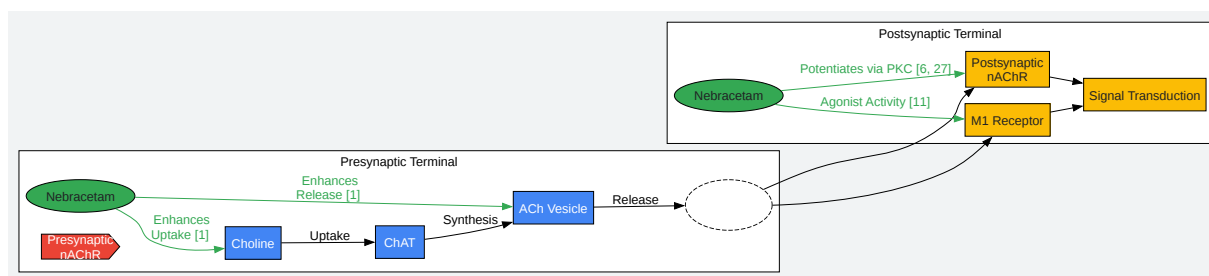 Postsynaptic Terminal
Potentiates via PKC [6, 27]
Postsynaptic
nAChR
Nebracetam
Signal Transduction
Agonist Activity [11]
M1 Receptor
Presynaptic Terminal
Nebracetam
Enhances
Release [1]
ACh Vesicle
Release
Enhances
Uptake [1]
Synthesis
Presynaptic
nAChR
Choline
Uptake
ChAT